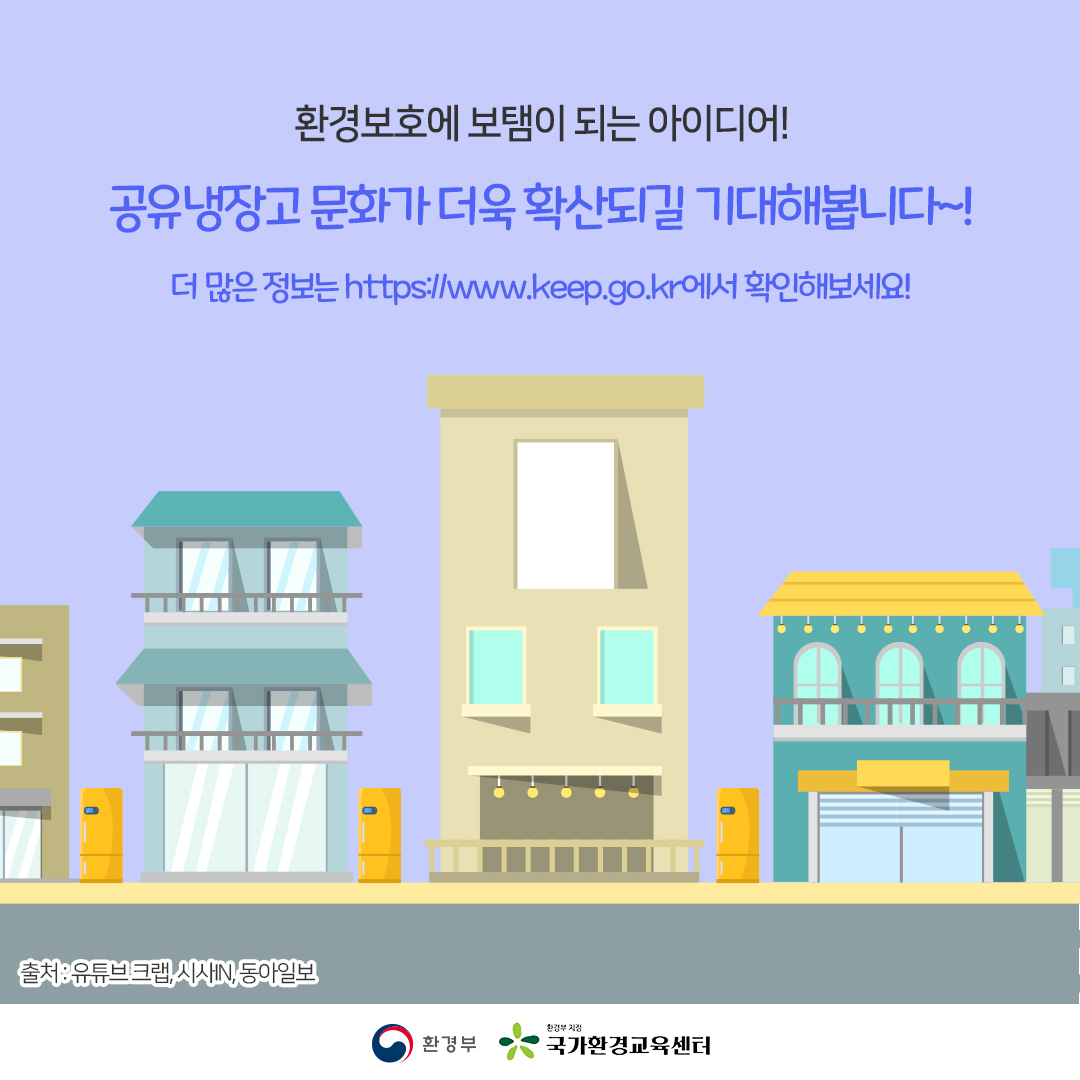 환경보호에 보탬이 되는 아이디어!
공유냉장고 문화가 더욱 확산되길 기대해봅니다~!
더 많은 정보는 https://www.keep.go.kr에서 확인해보세요!
출처 : 유튜브 크랩, 시사IN, 동아일보
환경부
환경부 지정
국가환경교육센터